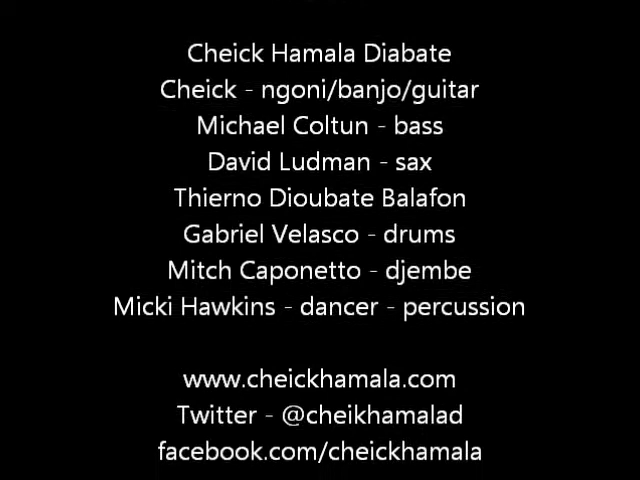 Cheick Hamala Diabate
Cheick - ngoni/banjo/guitar
Michael Coltun - bass
David Ludman - sax
Thierno Dioubate Balafon
Gabriel Velasco - drums
Mitch Caponetto - djembe
Micki Hawkins - dancer - percussion
www.cheickhamala.com
Twitter - @cheikhamalad
facebook.com/cheickhamala